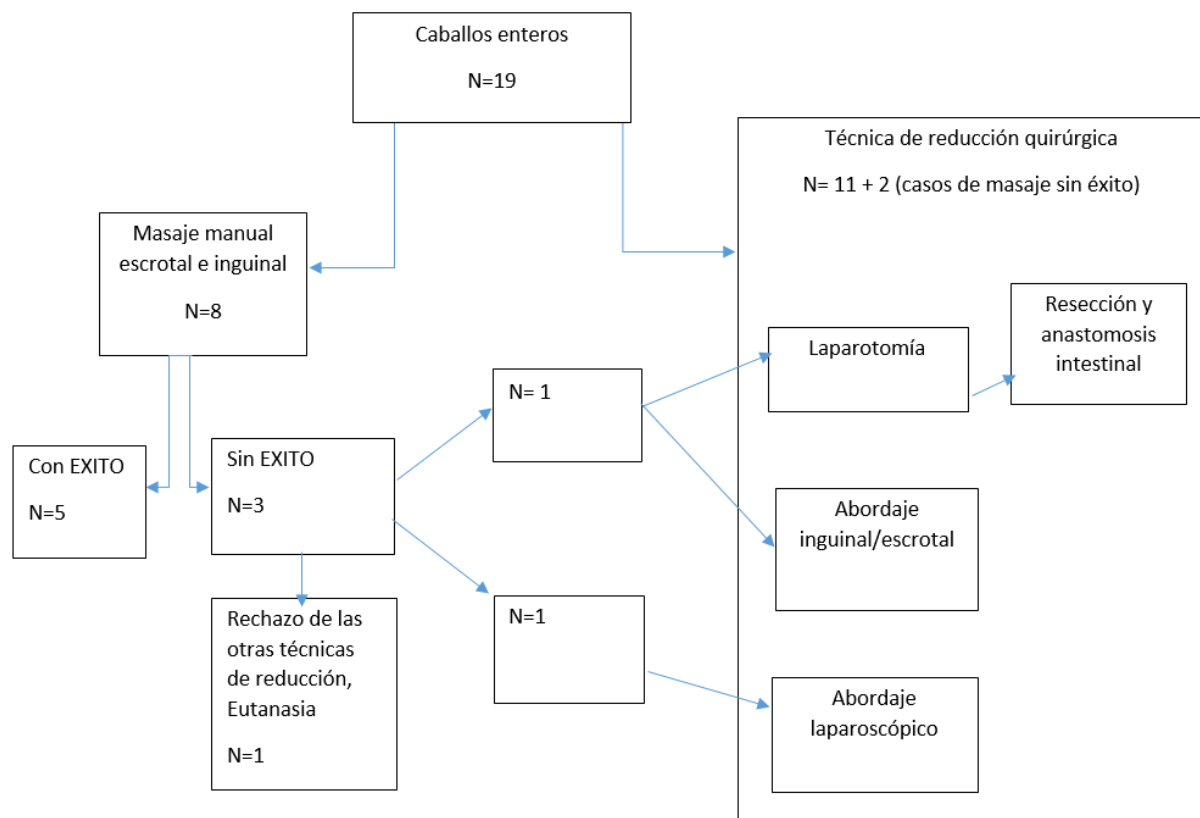 Caballos enteros
N=19
Técnica de reducción quirúrgica
N= 11 + 2 (casos de masaje sin éxito)
Masaje manual
escrotal e inguinal
N=8
Con EXITO
N=5
Sin EXITO
N=3
Rechazo de las
otras técnicas
de reducción,
Eutanasia
N=1
N= 1
N=1
Laparotomía
Resección y
anastomosis
intestinal
Abordaje
inguinal/escrotal
Abordaje
laparoscópico